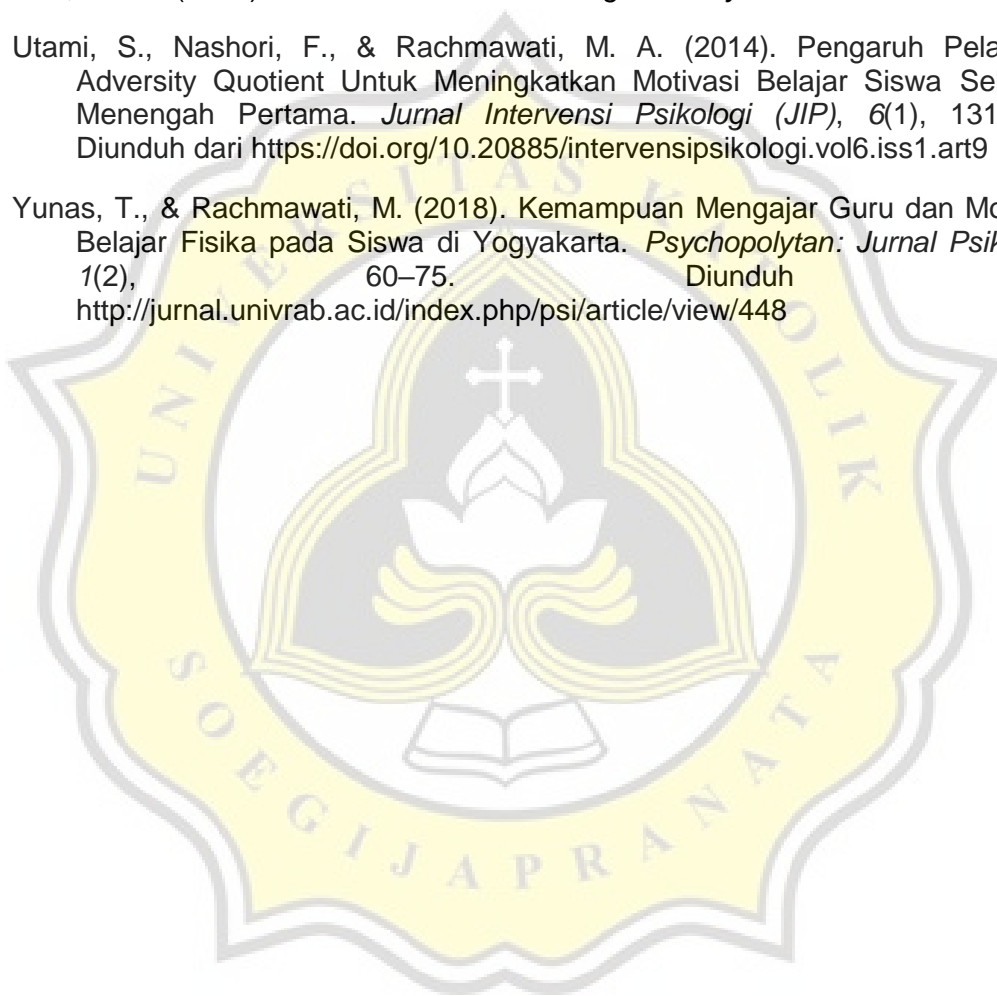 Utami, S., Nashori, F., & Rachmawati, M. A. (2014). Pengaruh Pela
Adversity Quotient Untuk Meningkatkan Motivasi Belajar Siswa Se
Menengah Pertama. Jurnal Intervensi Psikologi (JIP), 6(1), 131
Diunduh dari https://doi.org/10.20885/intervensipsikologi.vol6.iss1.art9
Yunas, T., & Rachmawati, M. (2018). Kemampuan Mengajar Guru dan Mo
Belajar Fisika pada Siswa di Yogyakarta. Psychopolytan: Jurnal Psik
1(2), 60–75. Diunduh
http://jurnal.univrab.ac.id/index.php/psi/article/view/448
UNIVERSITAS KATOLIK
SOEGIJAPRANATA